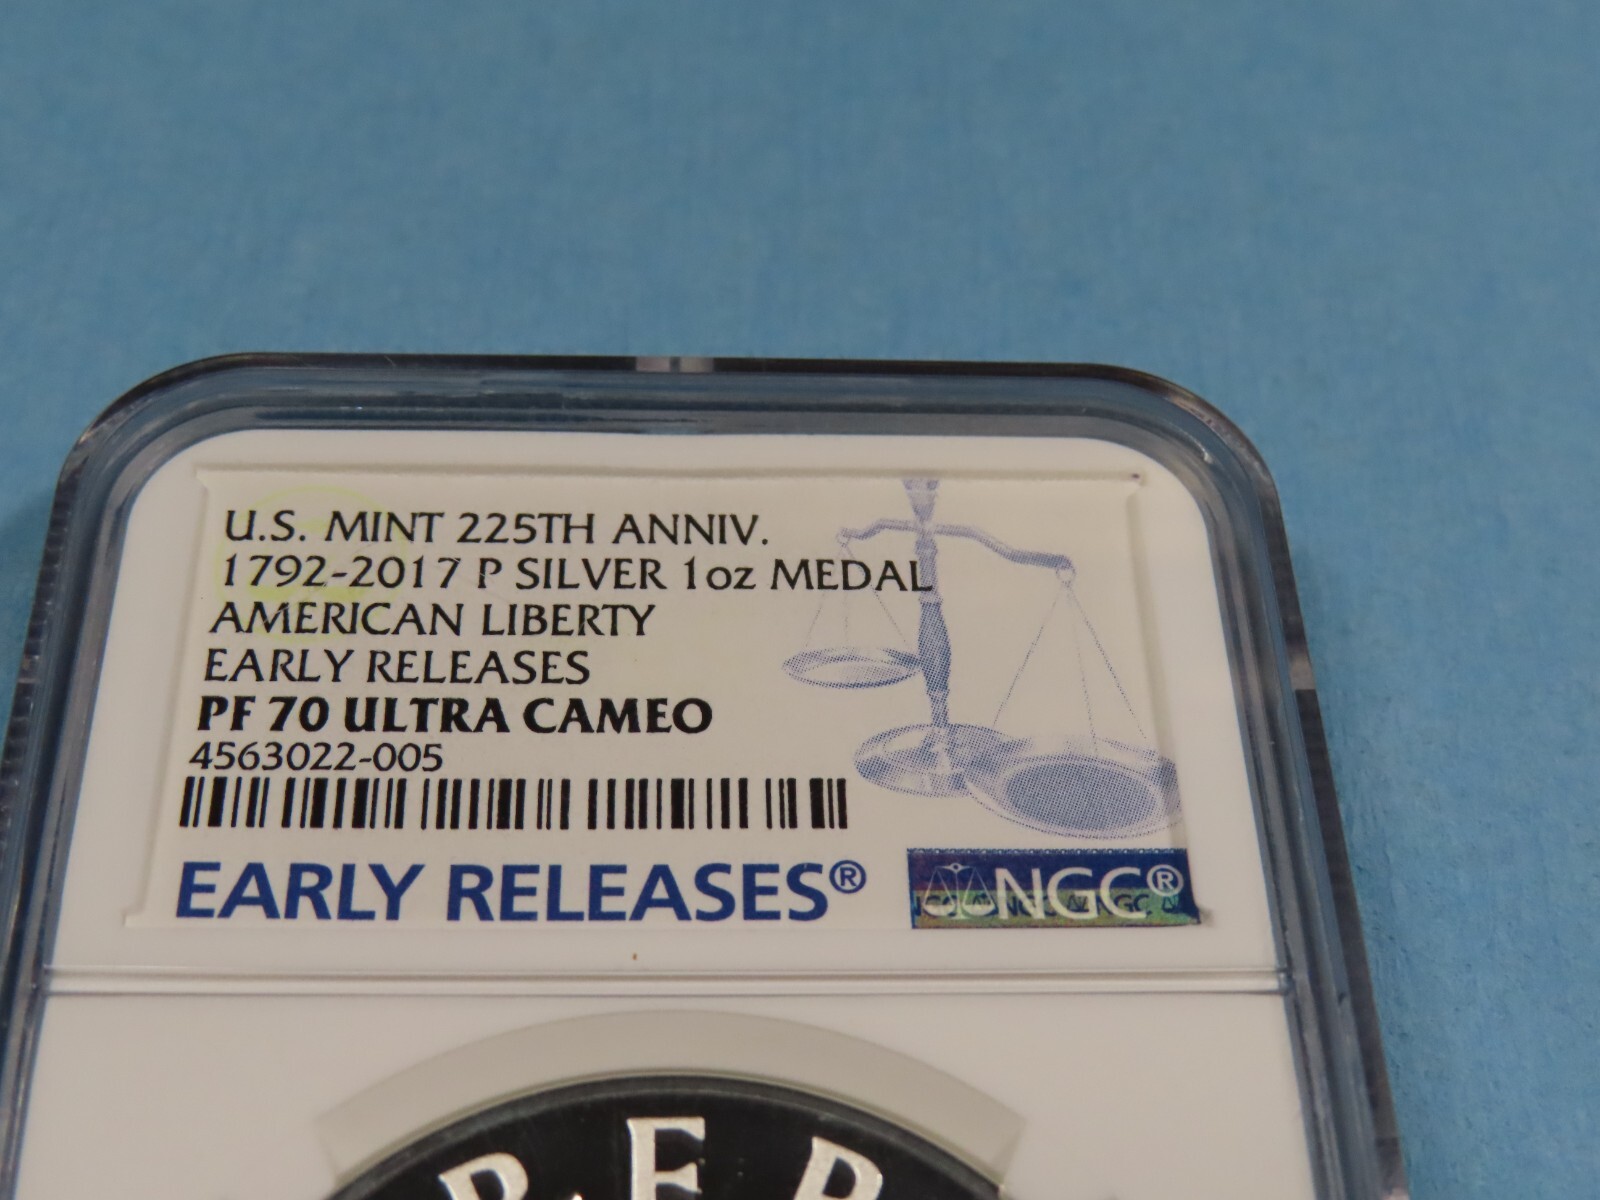 U.S. MINT 225TH ANNIV.
1792-2017 P SILVER 1oz MEDAL
AMERICAN LIBERTY
EARLY RELEASES
PF 70 ULTRA CAMEO
4563022-005
EARLY RELEASES®
NGC®